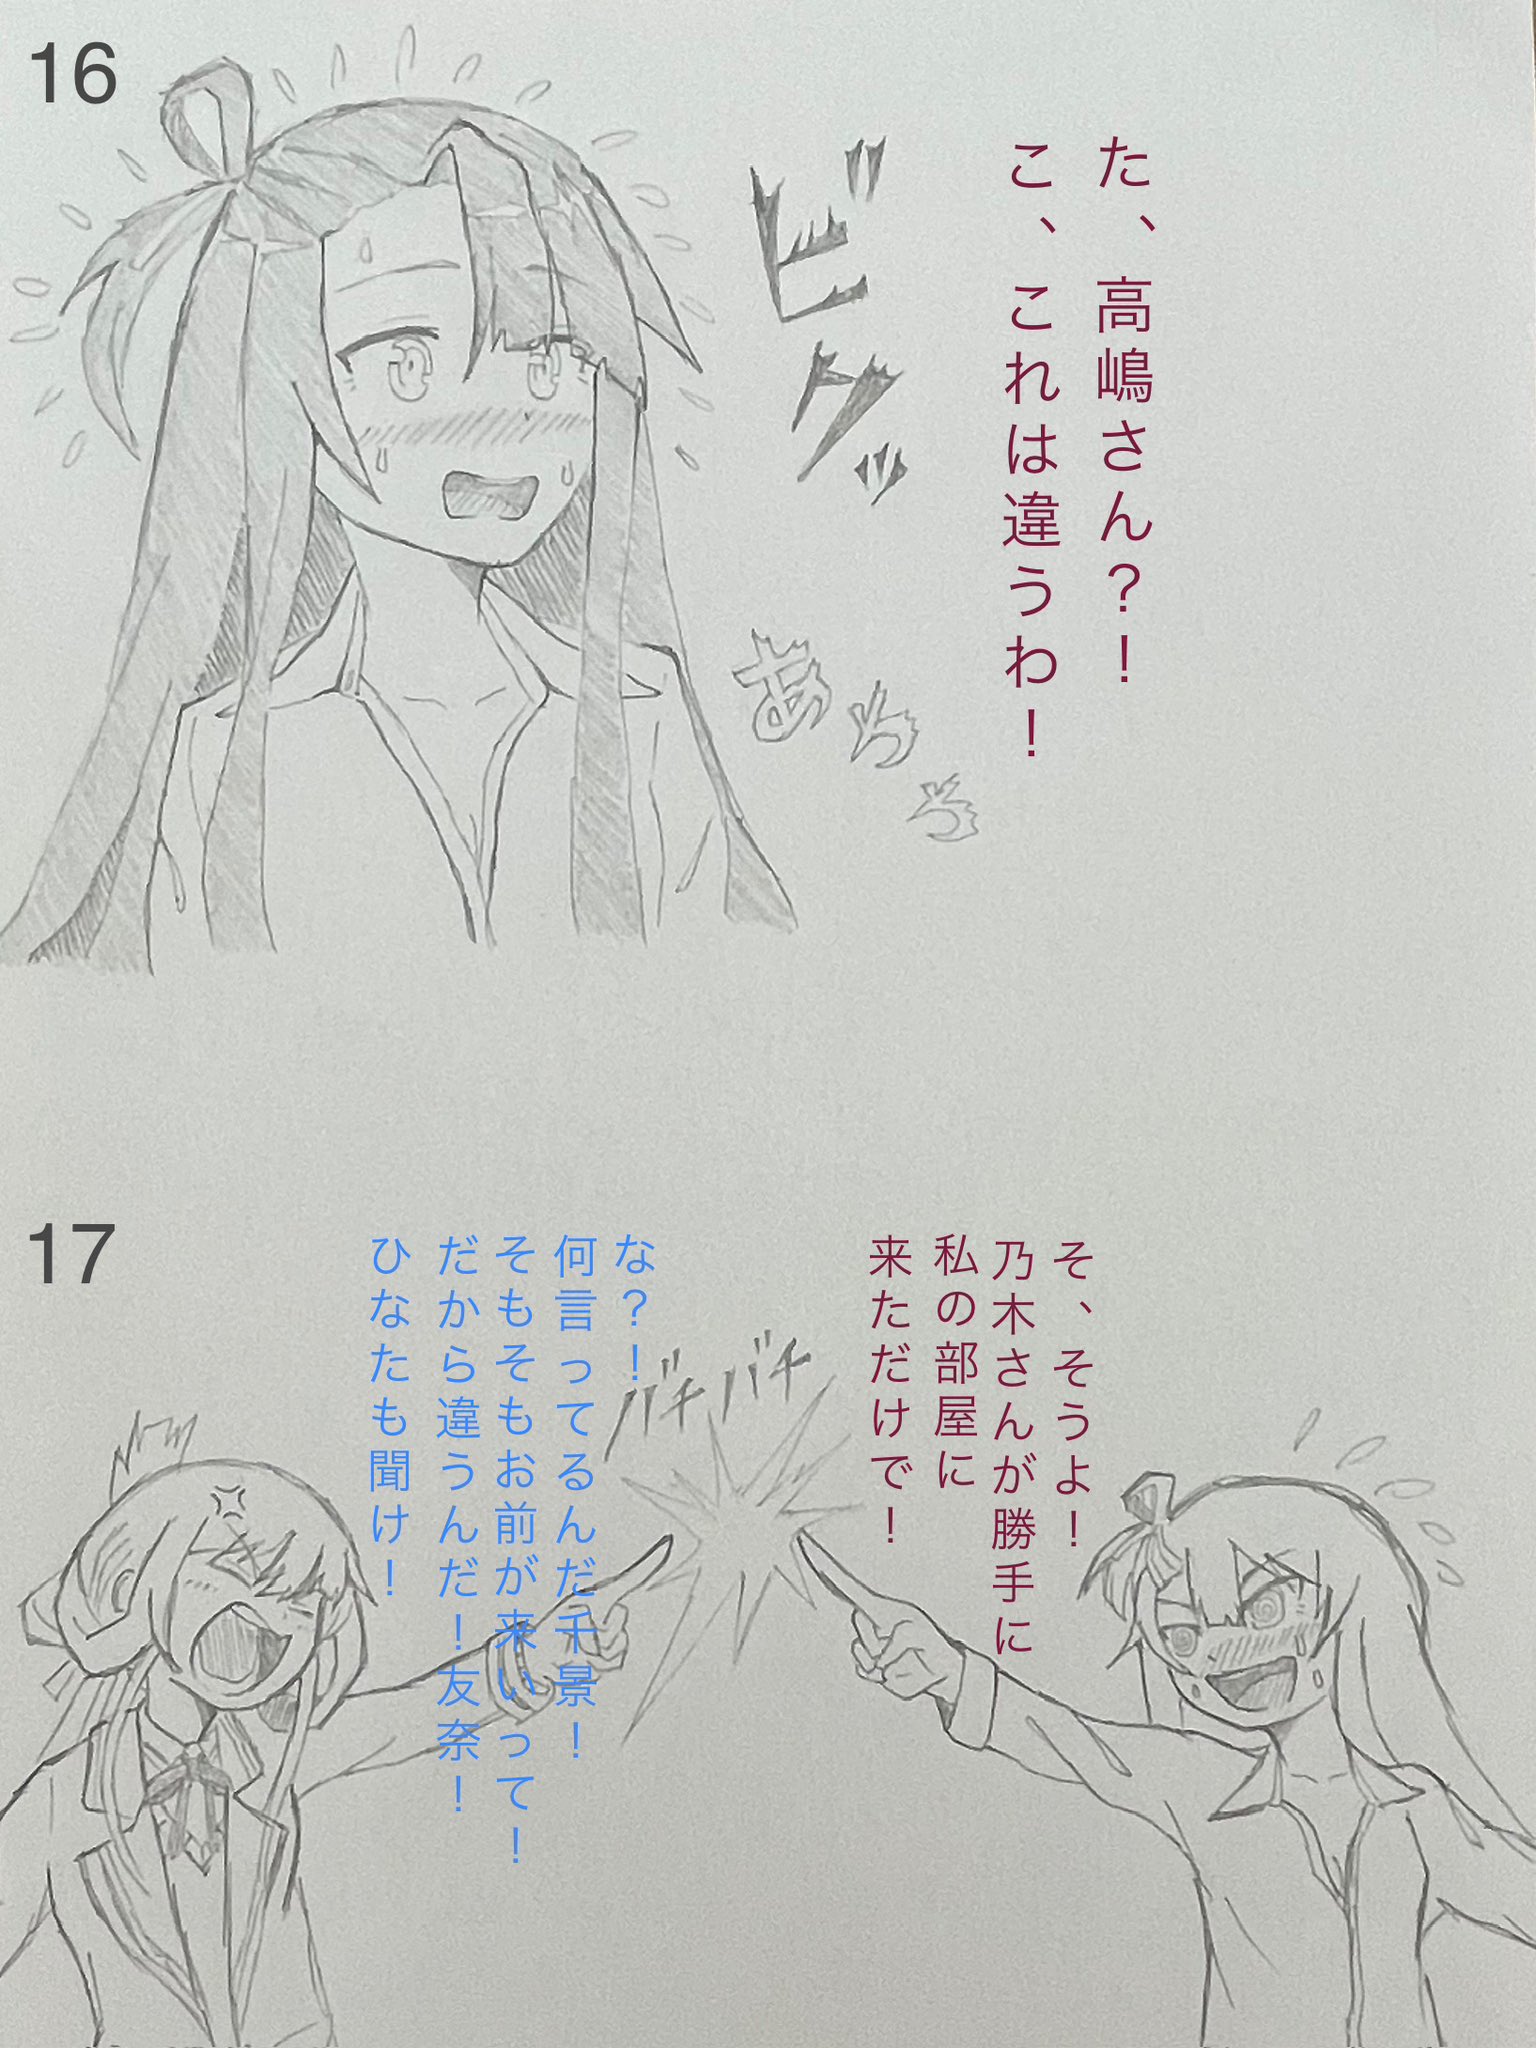 16
た、高嶋さん？！
こ、これは違うわ！
ビクッ
あちち
17
そ、そうよ！
乃木さんが勝手に
私の部屋に
来ただけで！
バチバチ
な？！
何言ってるんだ千景！
そもそもお前が来いって！
だから違うんだ！友奈！
ひなたも聞け！